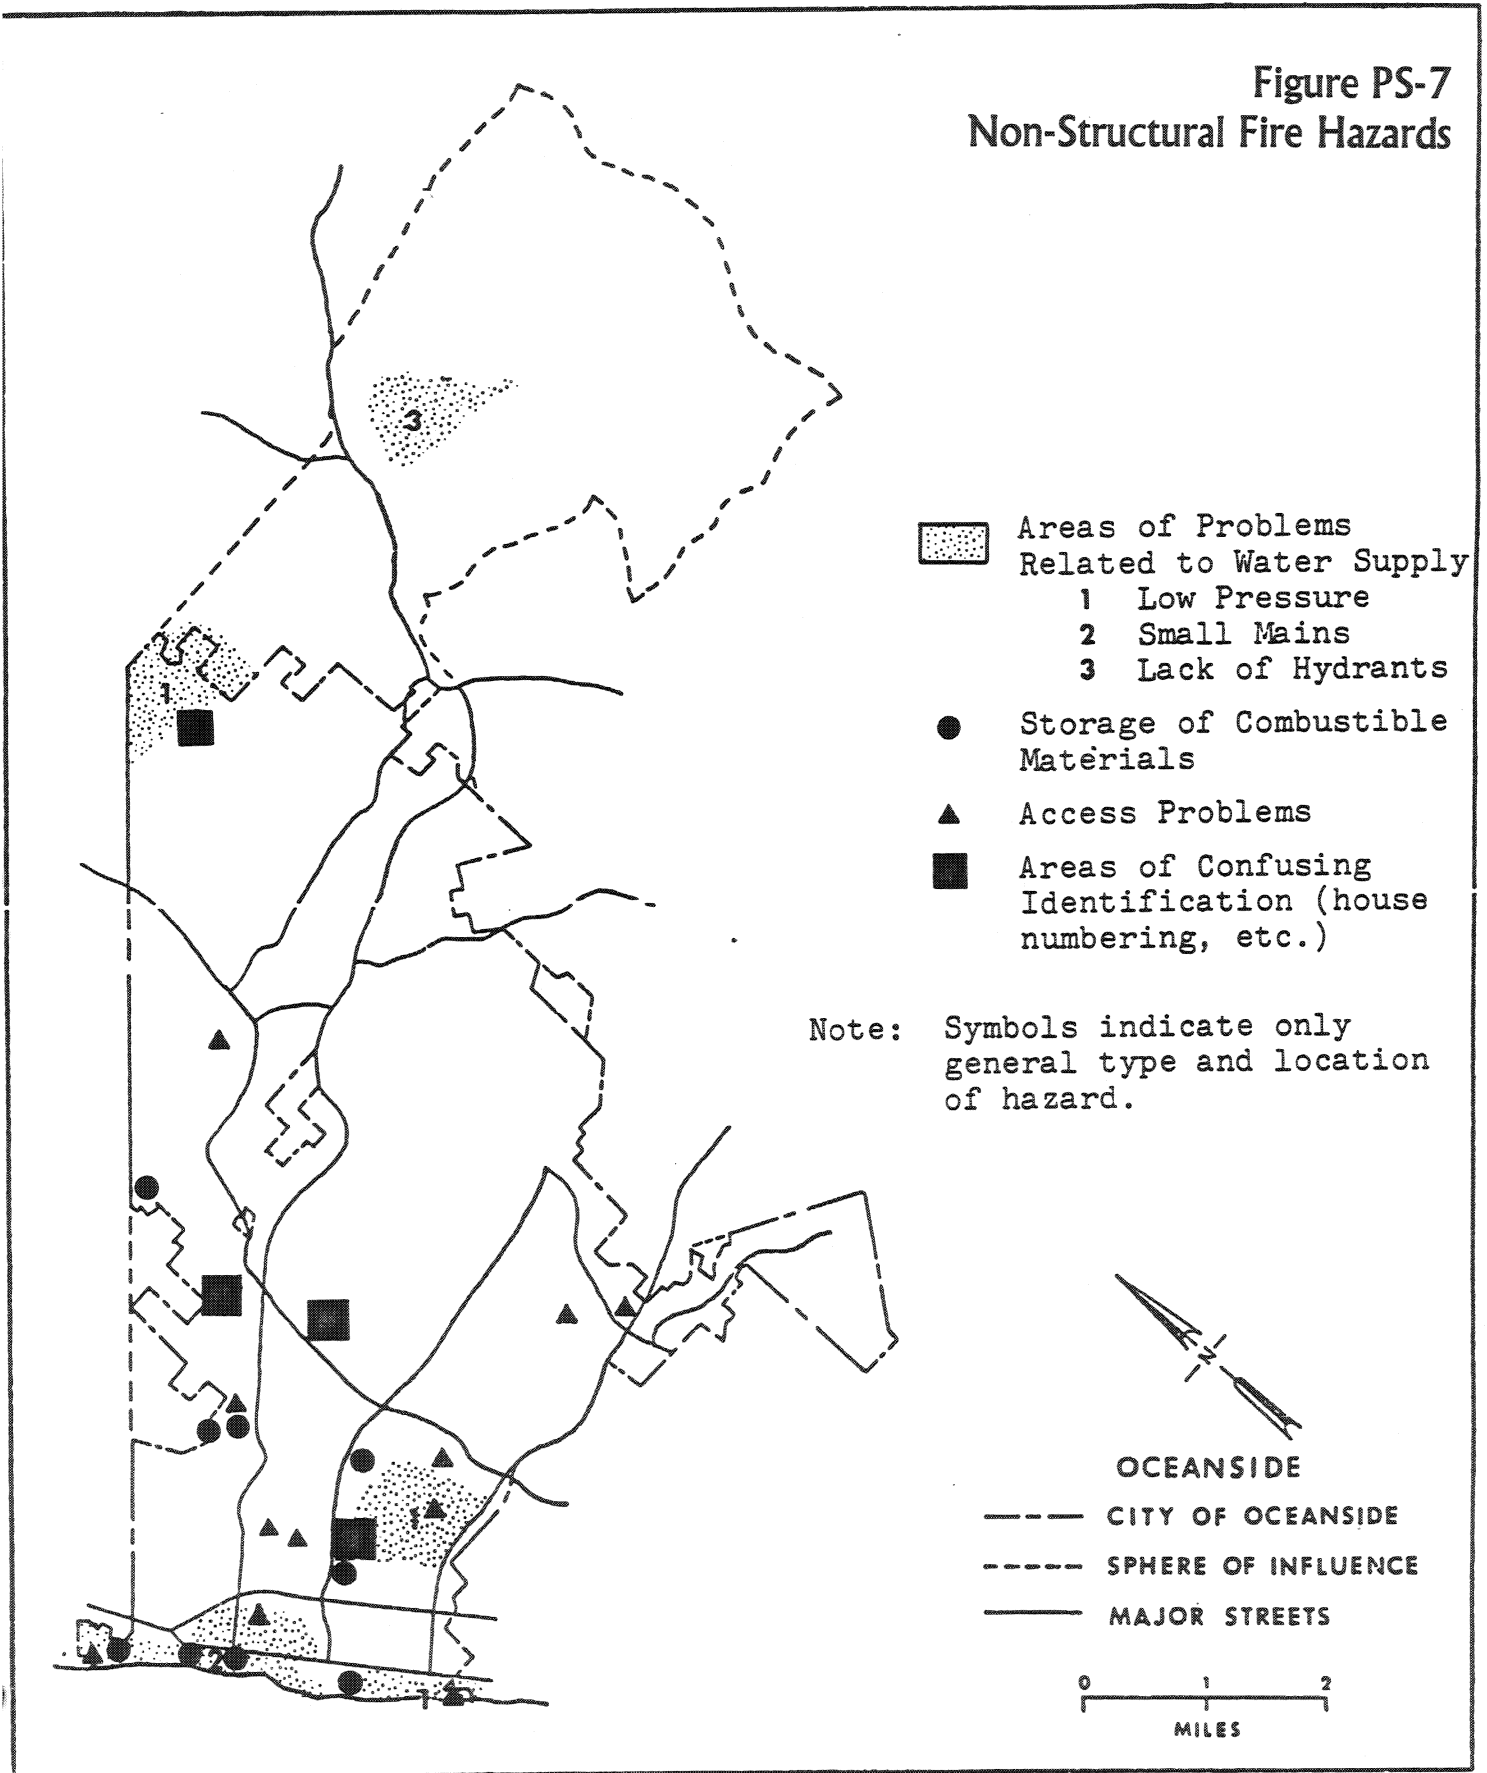 Figure PS-7
Non-Structural Fire Hazards
3
Areas of Problems
Related to Water Supply
1 Low Pressure
2 Small Mains
3 Lack of Hydrants
1
Storage of Combustible
Materials
Access Problems
Areas of Confusing
Identification (house
numbering, etc.)
Note: Symbols indicate only
general type and location
of hazard.
N
OCEANSIDE
CITY OF OCEANSIDE
1
SPHERE OF INFLUENCE
MAJOR STREETS
2
1
0 1 2
MILES